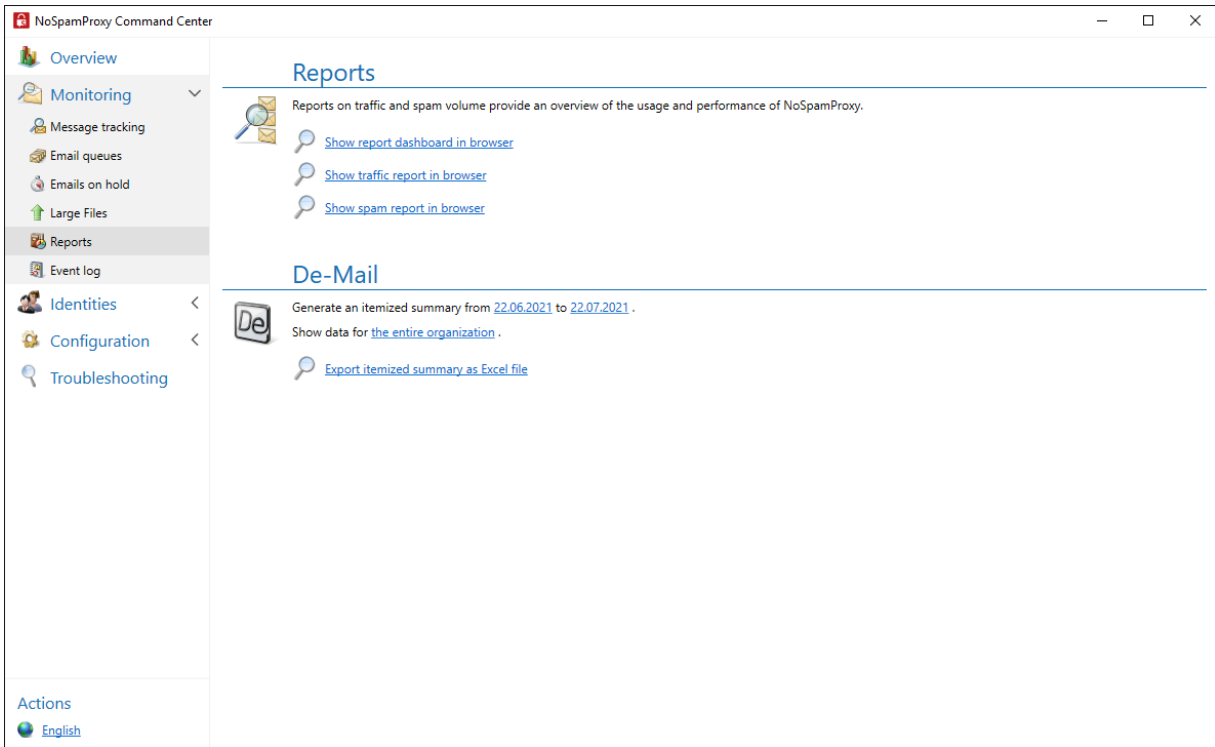 NoSpamProxy Command Center
Overview
Monitoring
Message tracking
Email queues
Emails on hold
Large Files
Reports
Event log
Identities
Configuration
Troubleshooting
Actions
English
Reports
Reports on traffic and spam volume provide an overview of the usage and performance of NoSpamProxy.
Show report dashboard in browser
Show traffic report in browser
Show spam report in browser
De-Mail
De
Generate an itemized summary from 22.06.2021 to 22.07.2021 .
Show data for the entire organization .
Export itemized summary as Excel file